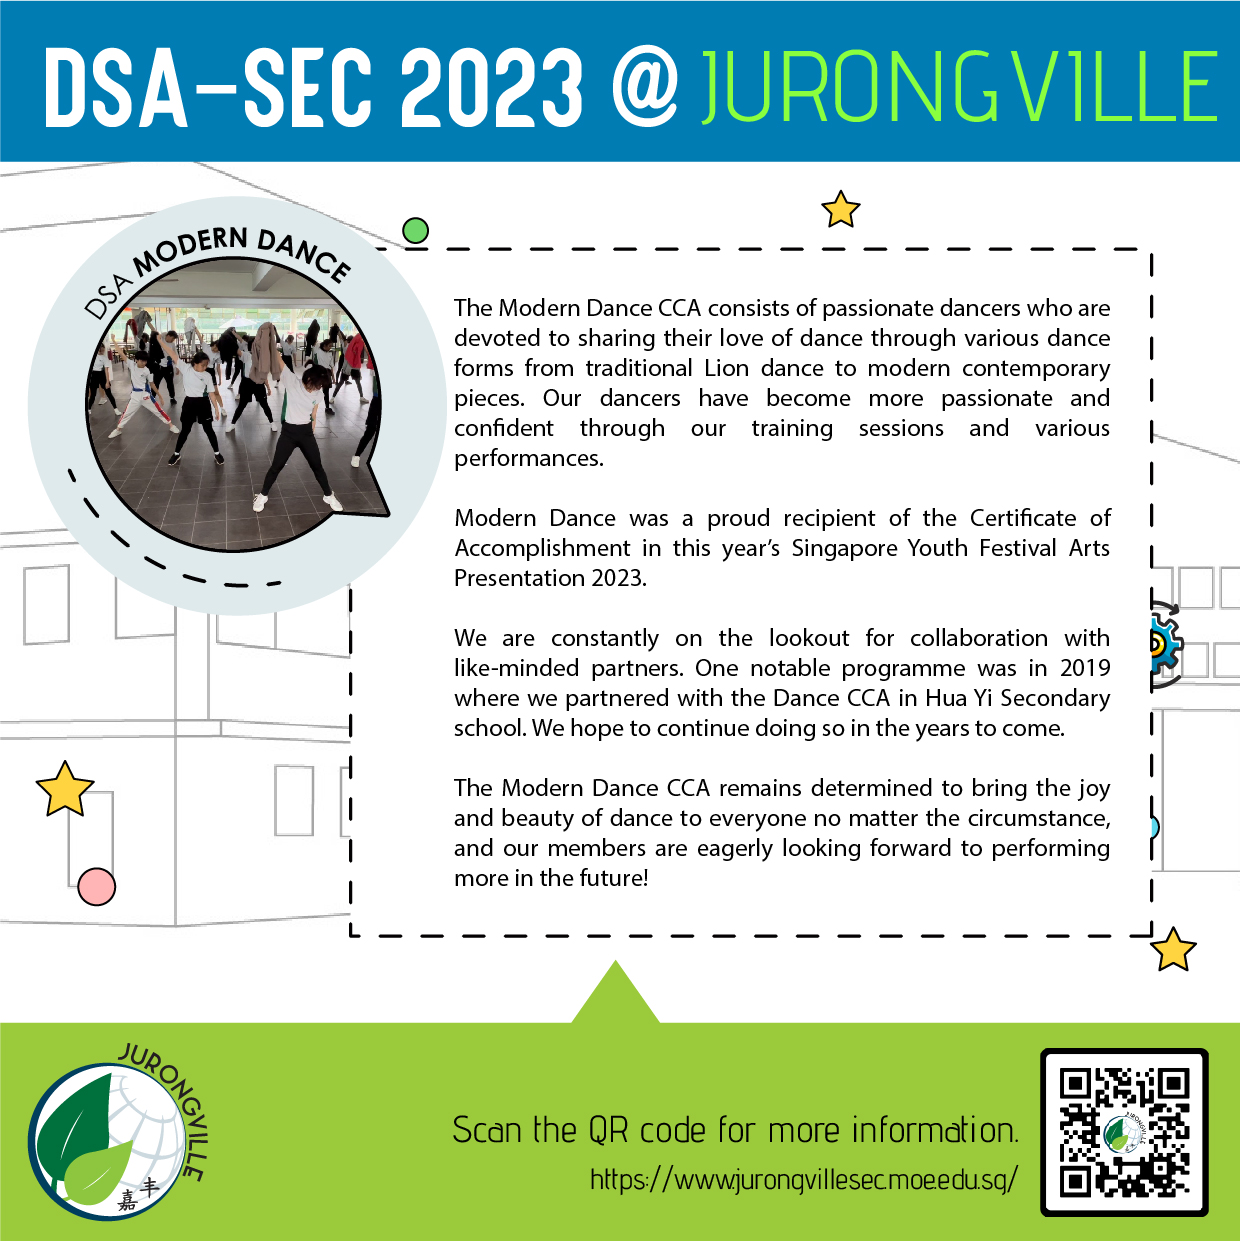 DSA-SEC 2023 @ JURONGVILLE
DSA MODERN DANCE
The Modern Dance CCA consists of passionate dancers who are
devoted to sharing their love of dance through various dance
forms from traditional Lion dance to modern contemporary
pieces. Our dancers have become more passionate and
confident through our training sessions and various
performances.
Modern Dance was a proud recipient of the Certificate of
Accomplishment in this year's Singapore Youth Festival Arts
Presentation 2023.
We are constantly on the lookout for collaboration with
like-minded partners. One notable programme was in 2019
where we partnered with the Dance CCA in Hua Yi Secondary
school. We hope to continue doing so in the years to come.
The Modern Dance CCA remains determined to bring the joy
and beauty of dance to everyone no matter the circumstance,
and our members are eagerly looking forward to performing
more in the future!
JURONGVILLE
嘉丰
Scan the QR code for more information.
https://www.jurongvillesec.moe.edu.sg/
JURONGVILLE